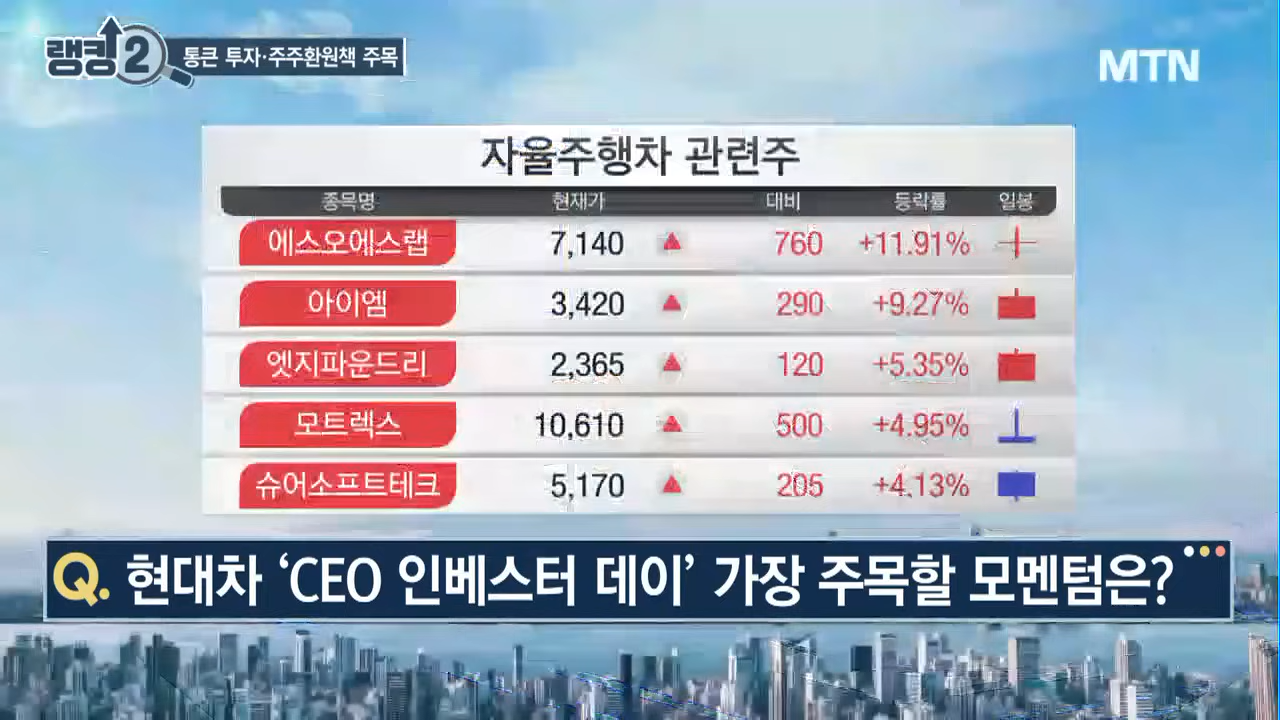 랭킹2 통큰 투자·주주환원책 주목
MTN
자율주행차 관련주
종목명 현재가 대비 등락률 일봉
에스오에스랩 7,140 ▲ 760 +11.91%
아이엠 3,420 ▲ 290 +9.27%
엣지파운드리 2,365 ▲ 120 +5.35%
모트렉스 10,610 ▲ 500 +4.95%
슈어소프트테크 5,170 ▲ 205 +4.13%
Q. 현대차 ‘CEO 인베스터 데이’ 가장 주목할 모멘텀은?